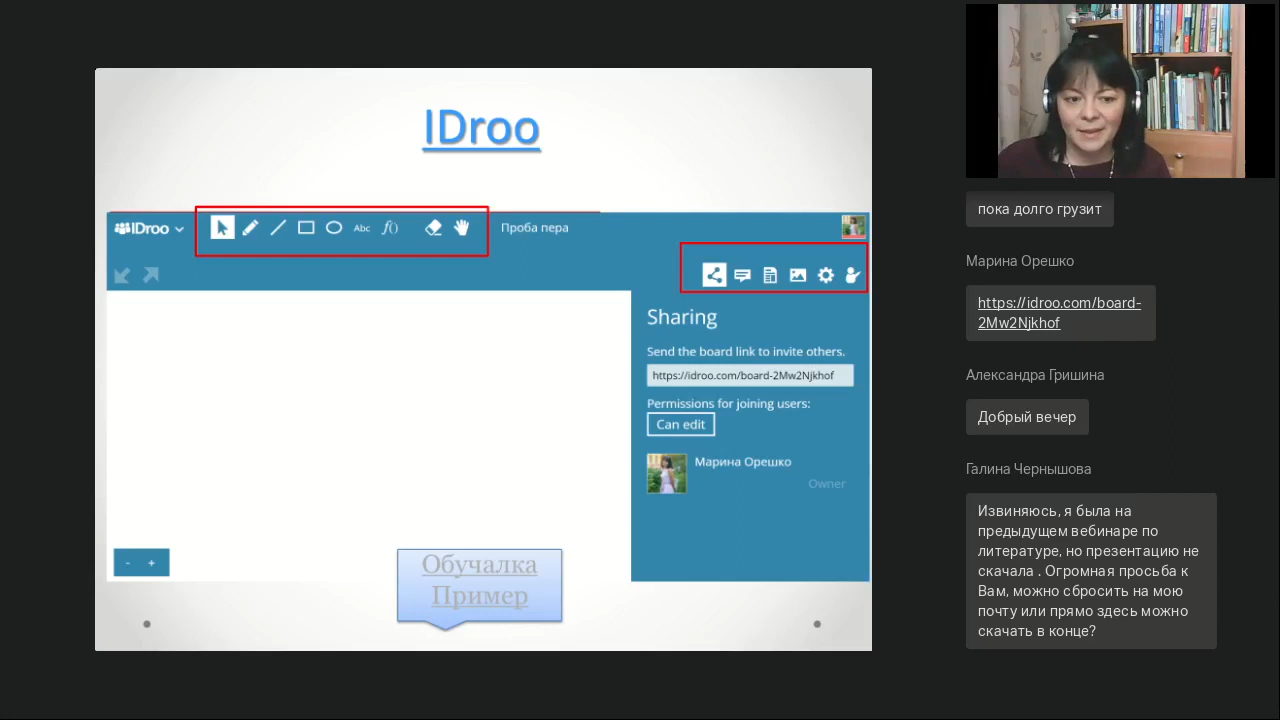 IDroo
IDroo
Abc
f()
Проба пера
Sharing
Send the board link to invite others.
https://idroo.com/board-2Mw2Njkhof
Permissions for joining users:
Can edit
Марина Орешко
Owner
- +
Обучалка
Пример
пока долго грузит
Марина Орешко
https://idroo.com/board-
2Mw2Njkhof
Александра Гришина
Добрый вечер
Галина Чернышова
Извиняюсь, я была на
предыдущем вебинаре по
литературе, но презентацию не
скачала . Огромная просьба к
Вам, можно сбросить на мою
почту или прямо здесь можно
скачать в конце?